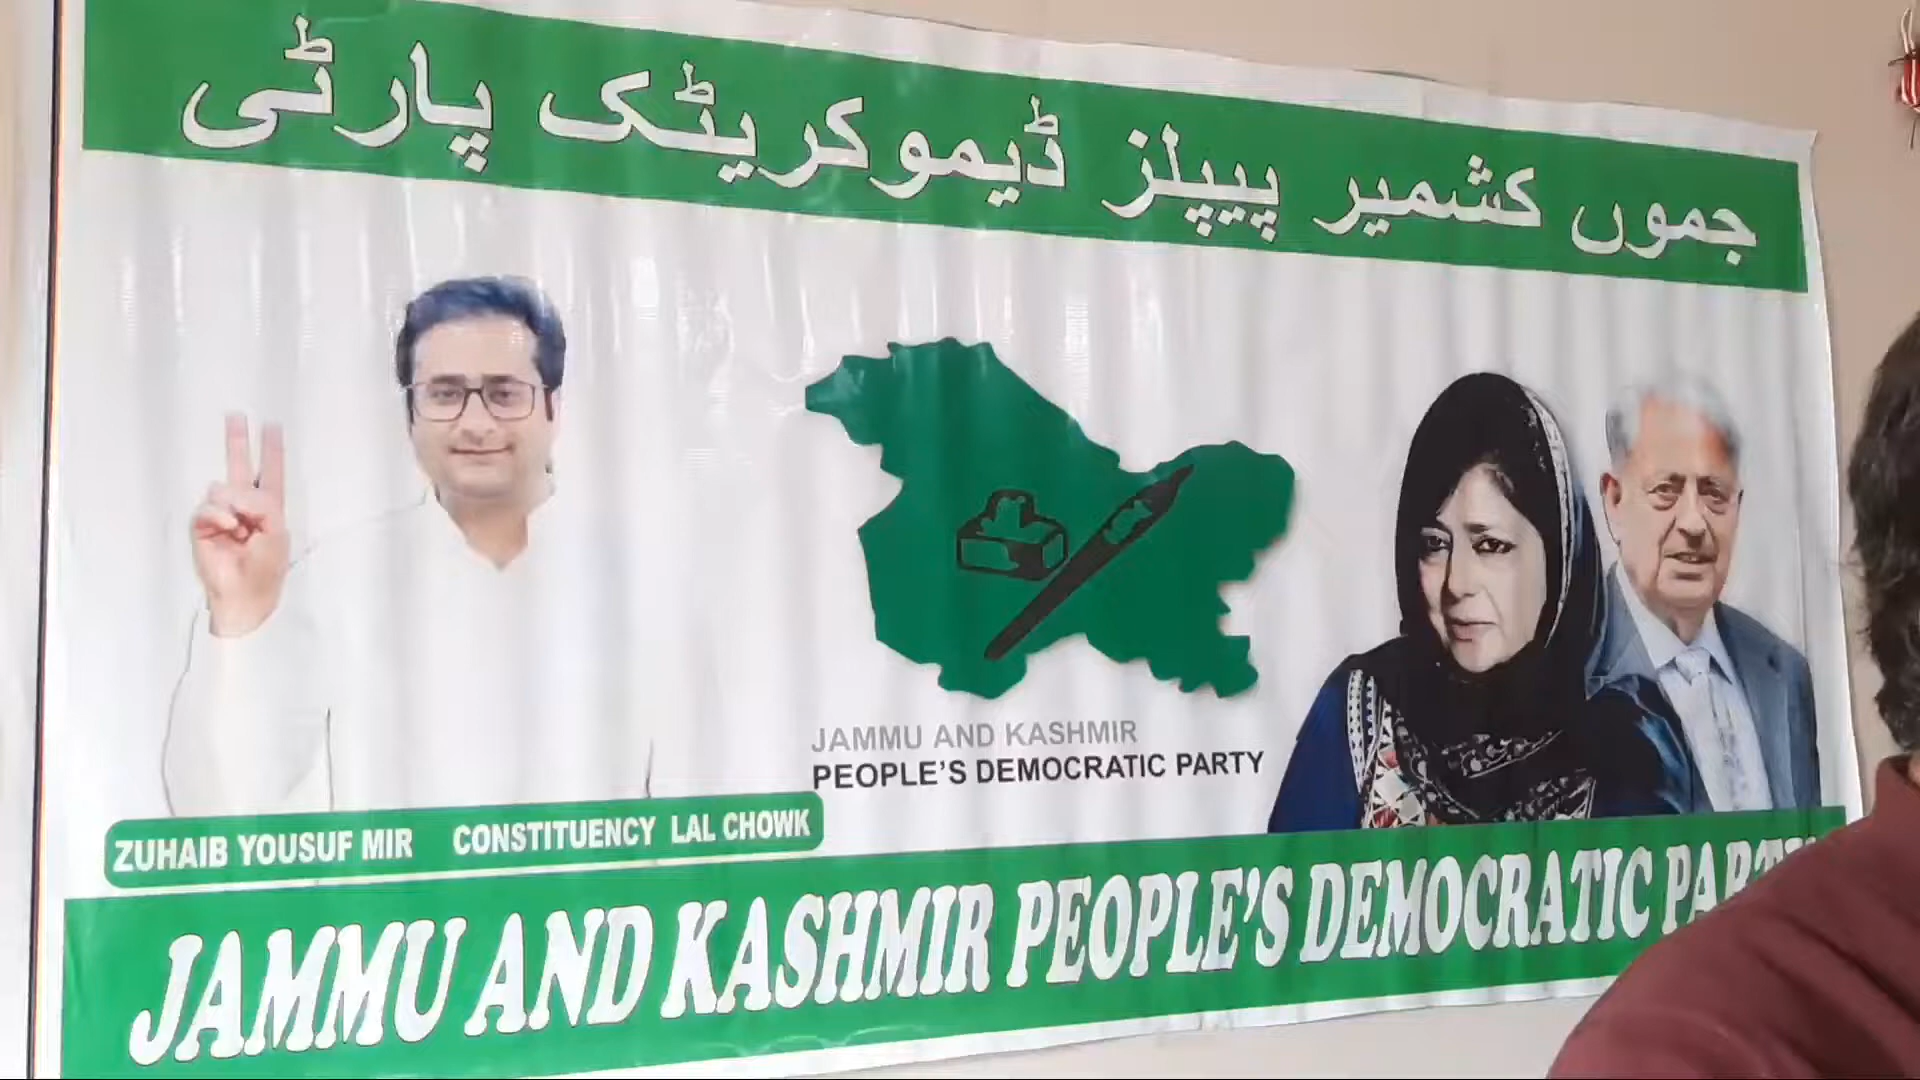 جموں کشمیر پیپلز ڈیموکریٹک پارٹی
JAMMU AND KASHMIR
PEOPLE'S DEMOCRATIC PARTY
ZUHAIB YOUSUF MIR CONSTITUENCY LAL CHOWK
JAMMU AND KASHMIR PEOPLE'S DEMOCRATIC PARTY